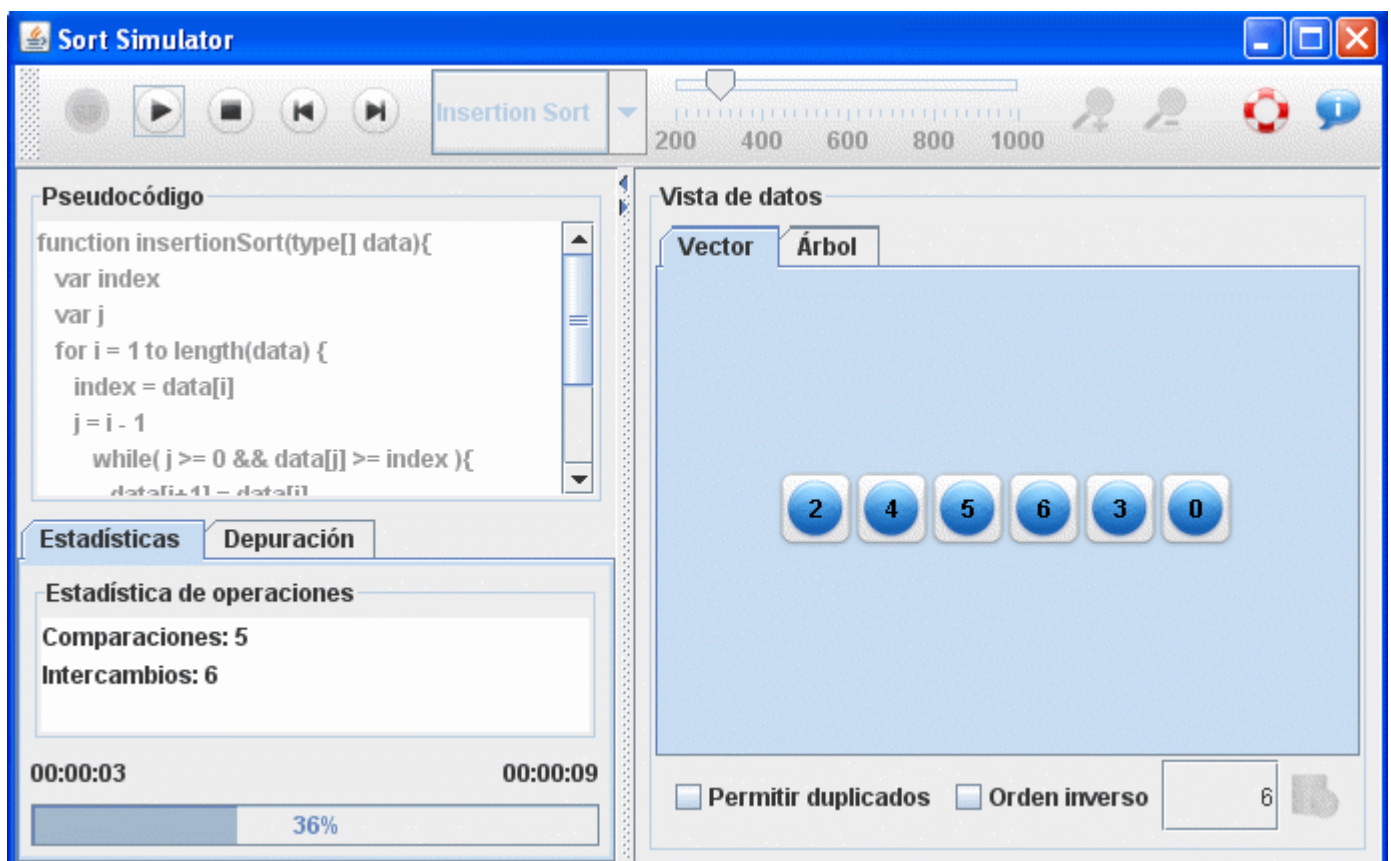 Sort Simulator
Insertion Sort
200 400 600 800 1000
Pseudocódigo
function insertionSort(type[] data){
var index
var j
for i = 1 to length(data) {
index = data[i]
j = i - 1
while( j >= 0 && data[j] >= index ){
data[j+1] = data[j]
Estadísticas
Depuración
Estadística de operaciones
Comparaciones: 5
Intercambios: 6
00:00:03 00:00:09
36%
Vista de datos
Vector
Árbol
2 4 5 6 3 0
Permitir duplicados
Orden inverso
6